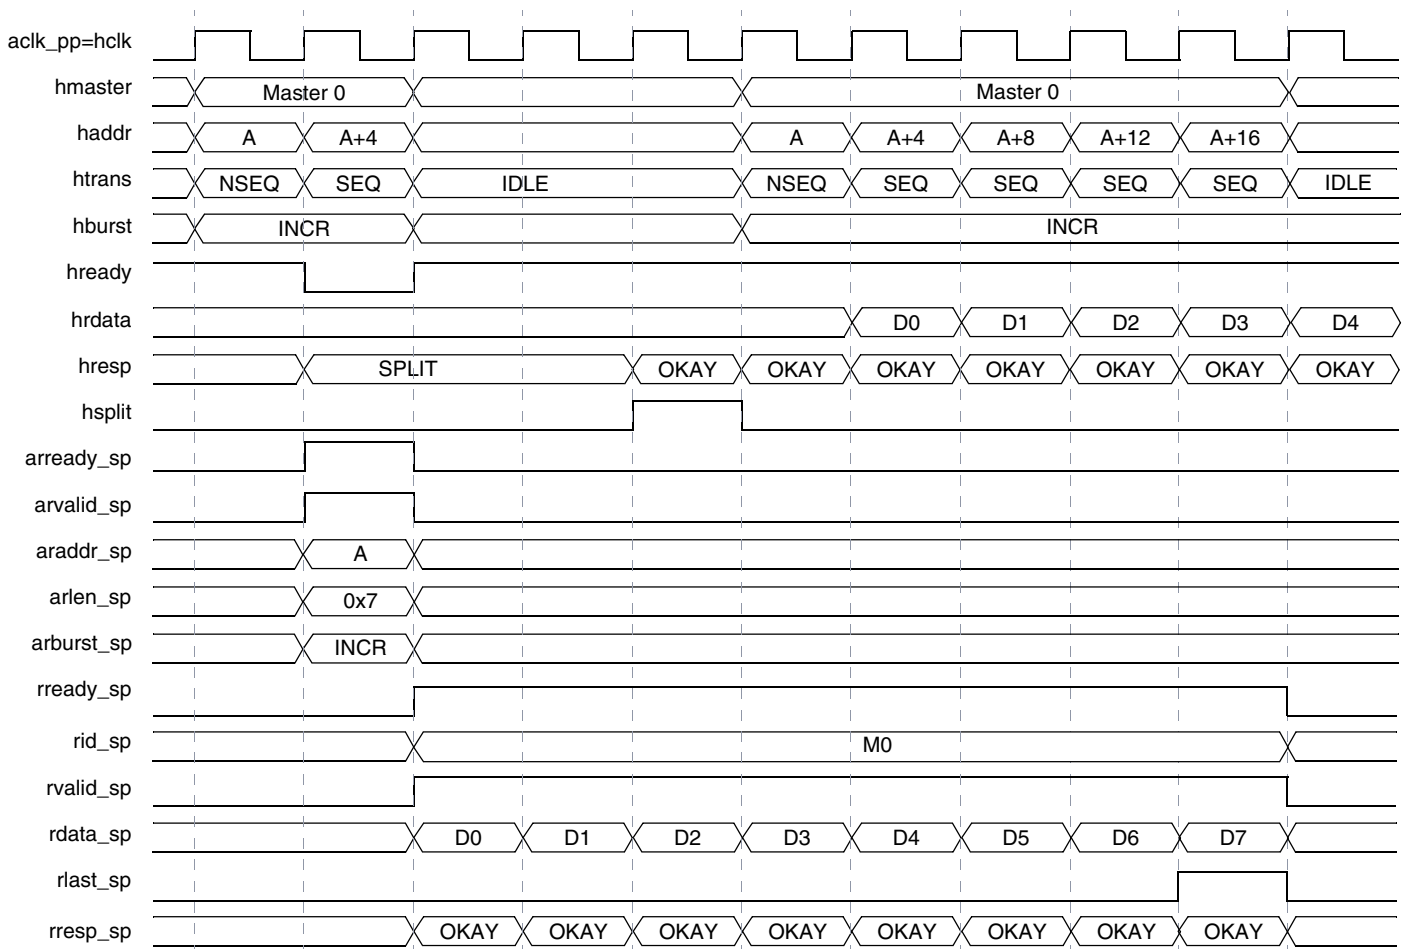 aclk_pp=hclk
hmaster Master 0 Master 0
haddr A A+4 A A+4 A+8 A+12 A+16
htrans NSEQ SEQ IDLE NSEQ SEQ SEQ SEQ SEQ IDLE
hburst INCR INCR
hready
hrdata D0 D1 D2 D3 D4
hresp SPLIT OKAY OKAY OKAY OKAY OKAY OKAY OKAY
hsplit
arready_sp
arvalid_sp
araddr_sp A
arlen_sp 0x7
arburst_sp INCR
rready_sp
rid_sp M0
rvalid_sp
rdata_sp D0 D1 D2 D3 D4 D5 D6 D7
rlast_sp
rresp_sp OKAY OKAY OKAY OKAY OKAY OKAY OKAY OKAY